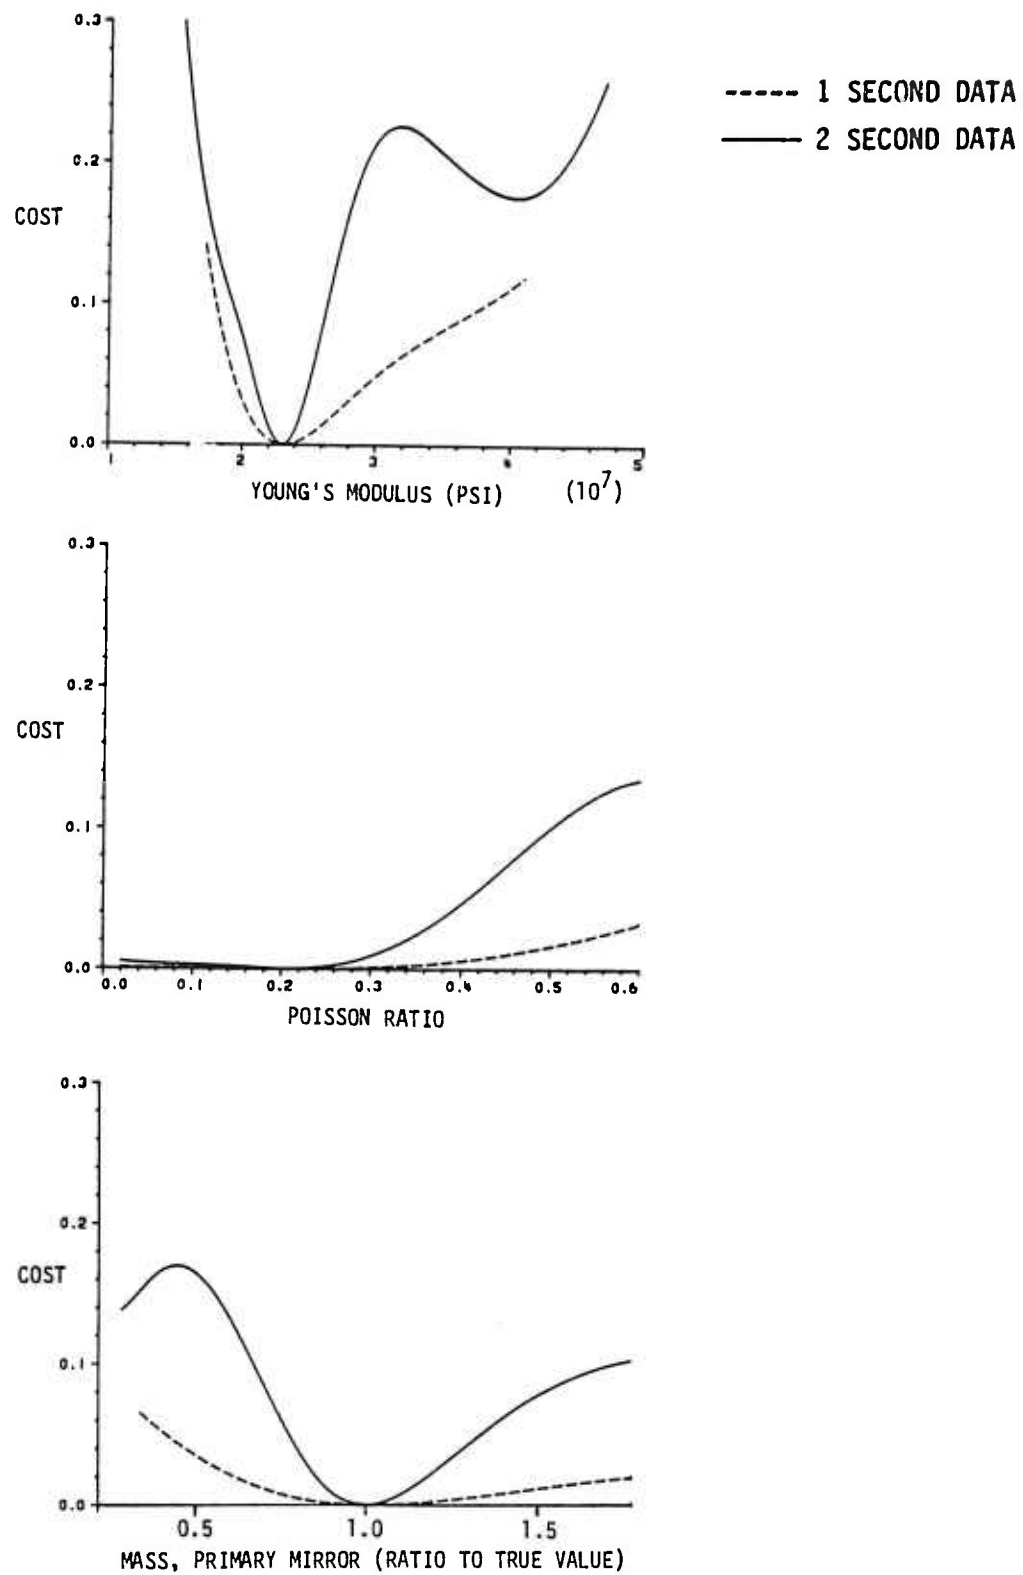 0.3
0.2
COST
0.1
0.0
1 2 3 4 5
YOUNG'S MODULUS (PSI) (10^7)
----- 1 SECOND DATA
—— 2 SECOND DATA
0.3
0.2
COST
0.1
0.0
0.0 0.1 0.2 0.3 0.4 0.5 0.6
POISSON RATIO
0.3
0.2
COST
0.1
0.0
0.5 1.0 1.5
MASS, PRIMARY MIRROR (RATIO TO TRUE VALUE)